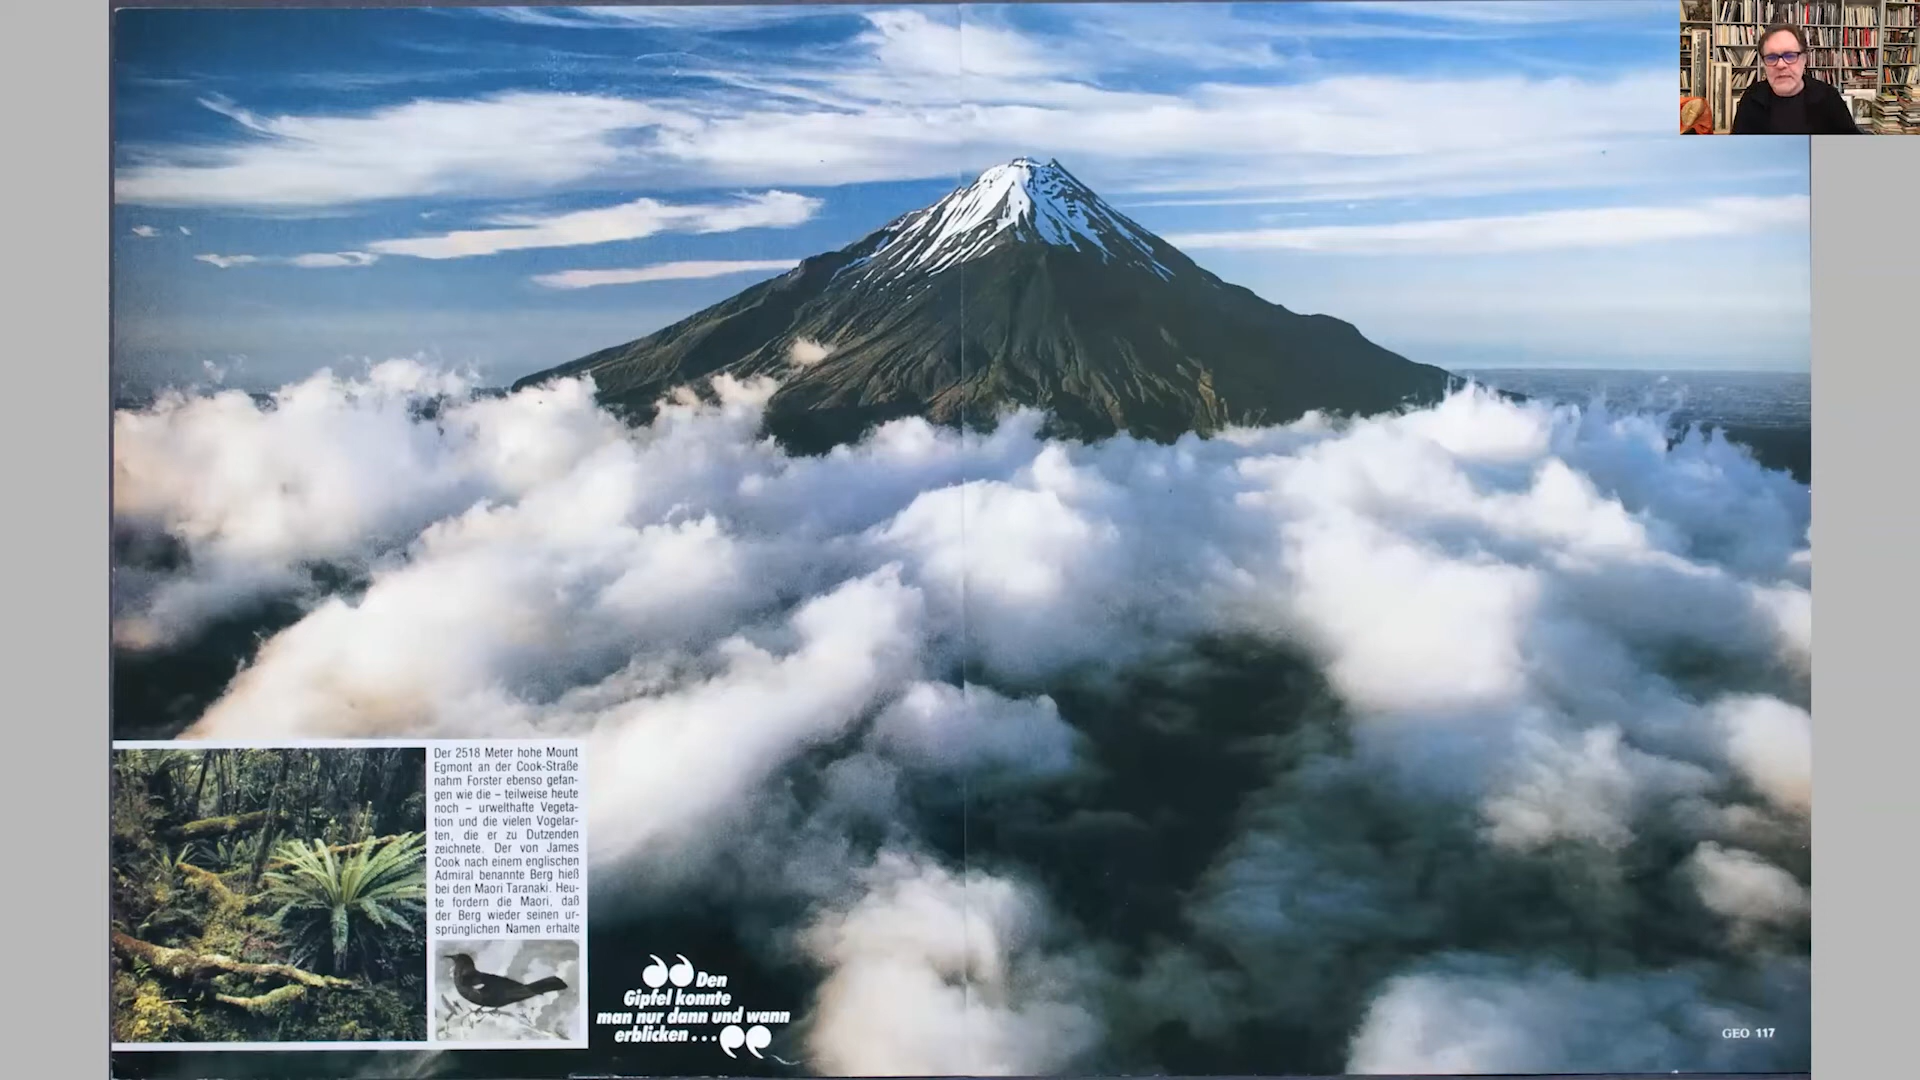 Der 2518 Meter hohe Mount
Egmont an der Cook-Straße
nahm Forster ebenso gefan-
gen wie die – teilweise heute
noch – urwelthafte Vegeta-
tion und die vielen Vogelar-
ten, die er zu Dutzenden
zeichnete. Der von James
Cook nach einem englischen
Admiral benannte Berg hieß
bei den Maori Taranaki. Heu-
te fordern die Maori, daß
der Berg wieder seinen ur-
sprünglichen Namen erhalte
❝Den
Gipfel konnte
man nur dann und wann
erblicken...❞
GEO 117